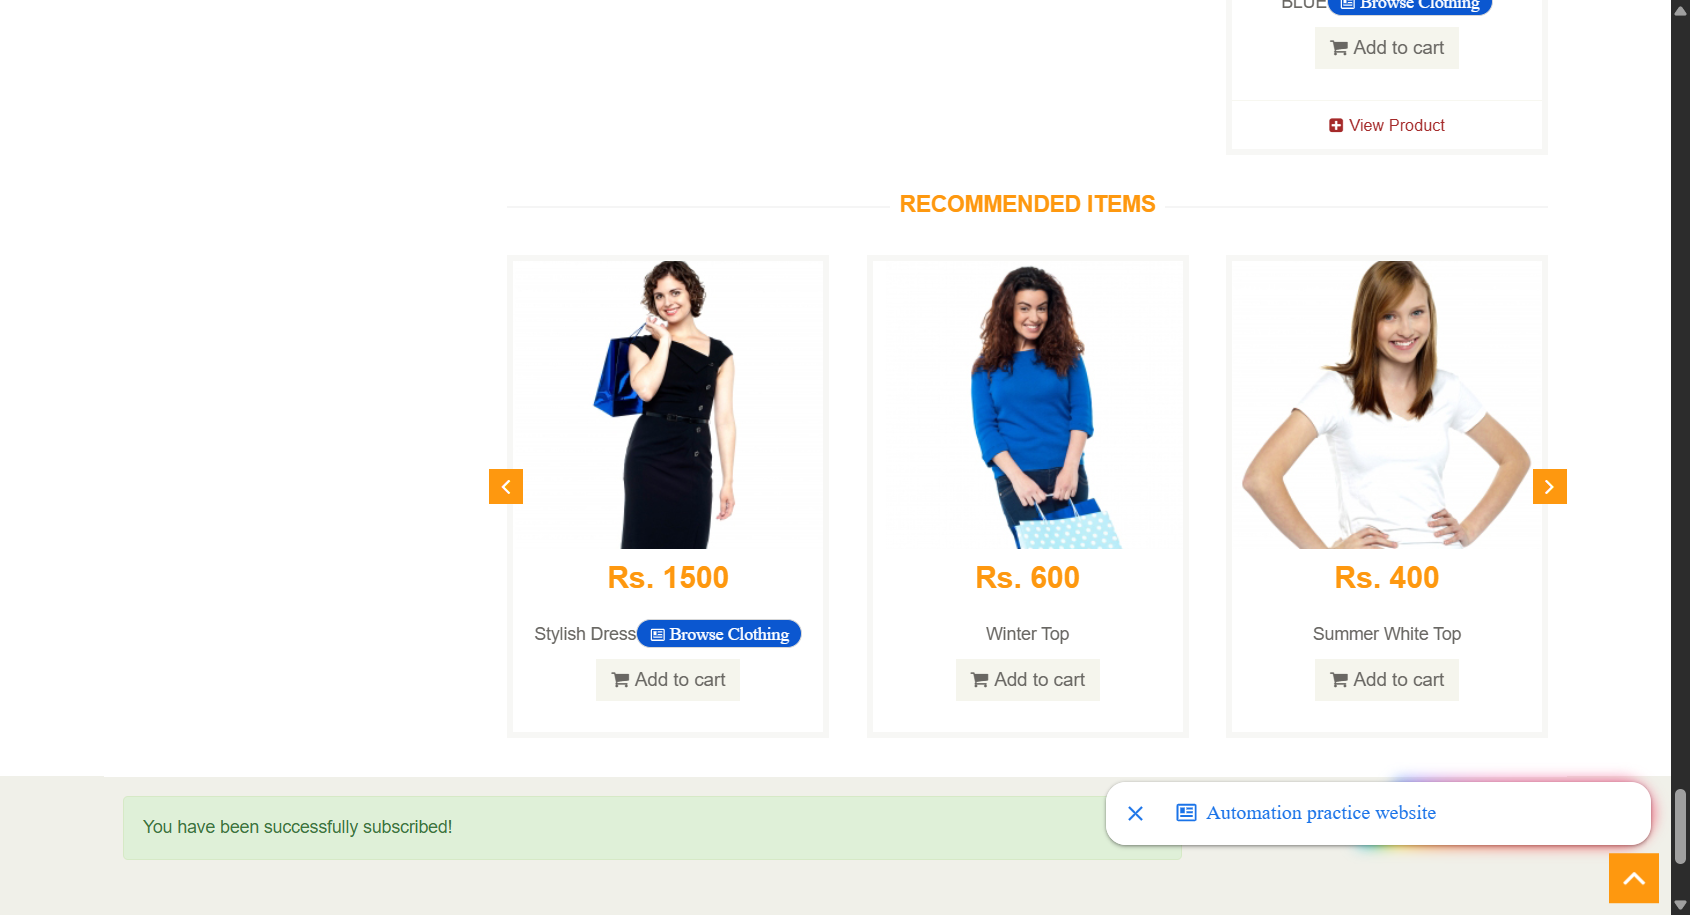 BLUE Browse Clothing
Add to cart
View Product
RECOMMENDED ITEMS
Rs. 1500
Stylish Dress Browse Clothing
Add to cart
Rs. 600
Winter Top
Add to cart
Rs. 400
Summer White Top
Add to cart
You have been successfully subscribed!
Automation practice website